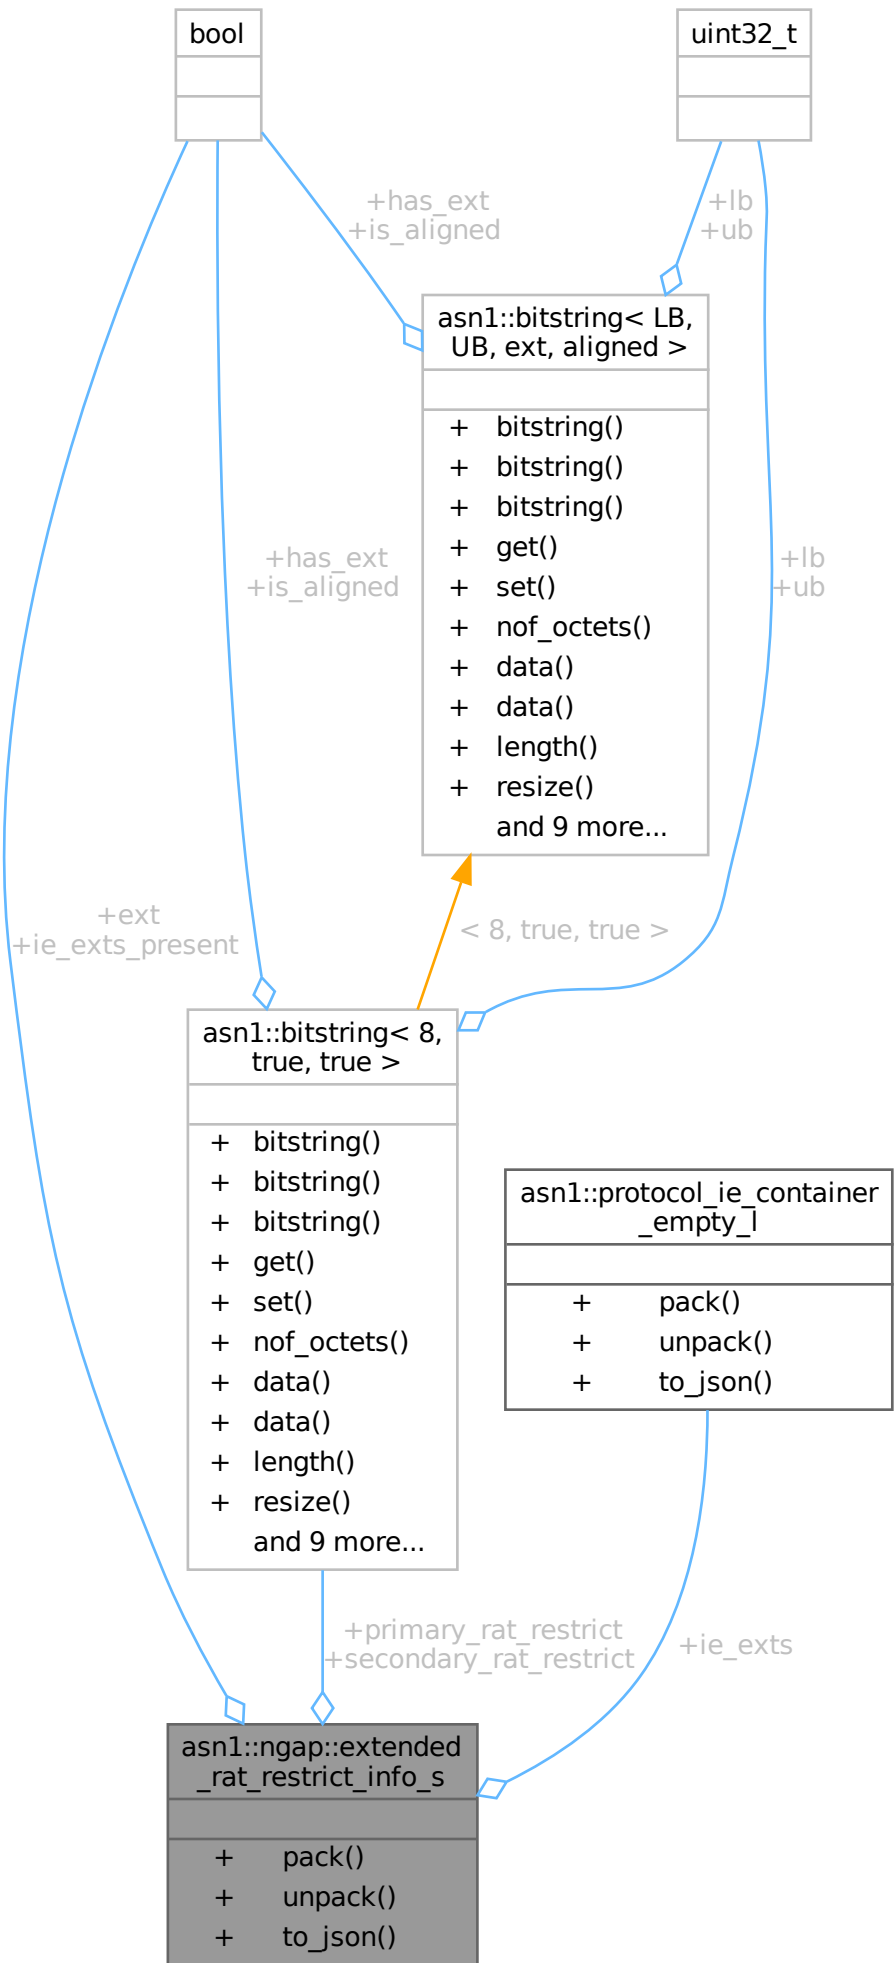 bool
uint32_t
+has_ext
+is_aligned
+lb
+ub
asn1::bitstring< LB,
UB, ext, aligned >
+ bitstring()
+ bitstring()
+ bitstring()
+ get()
+ set()
+ nof_octets()
+ data()
+ data()
+ length()
+ resize()
and 9 more...
+has_ext
+is_aligned
+lb
+ub
+ext
+ie_exts_present
< 8, true, true >
asn1::bitstring< 8,
true, true >
+ bitstring()
+ bitstring()
+ bitstring()
+ get()
+ set()
+ nof_octets()
+ data()
+ data()
+ length()
+ resize()
and 9 more...
asn1::protocol_ie_container
_empty_l
+ pack()
+ unpack()
+ to_json()
+primary_rat_restrict
+secondary_rat_restrict
+ie_exts
asn1::ngap::extended
_rat_restrict_info_s
+ pack()
+ unpack()
+ to_json()